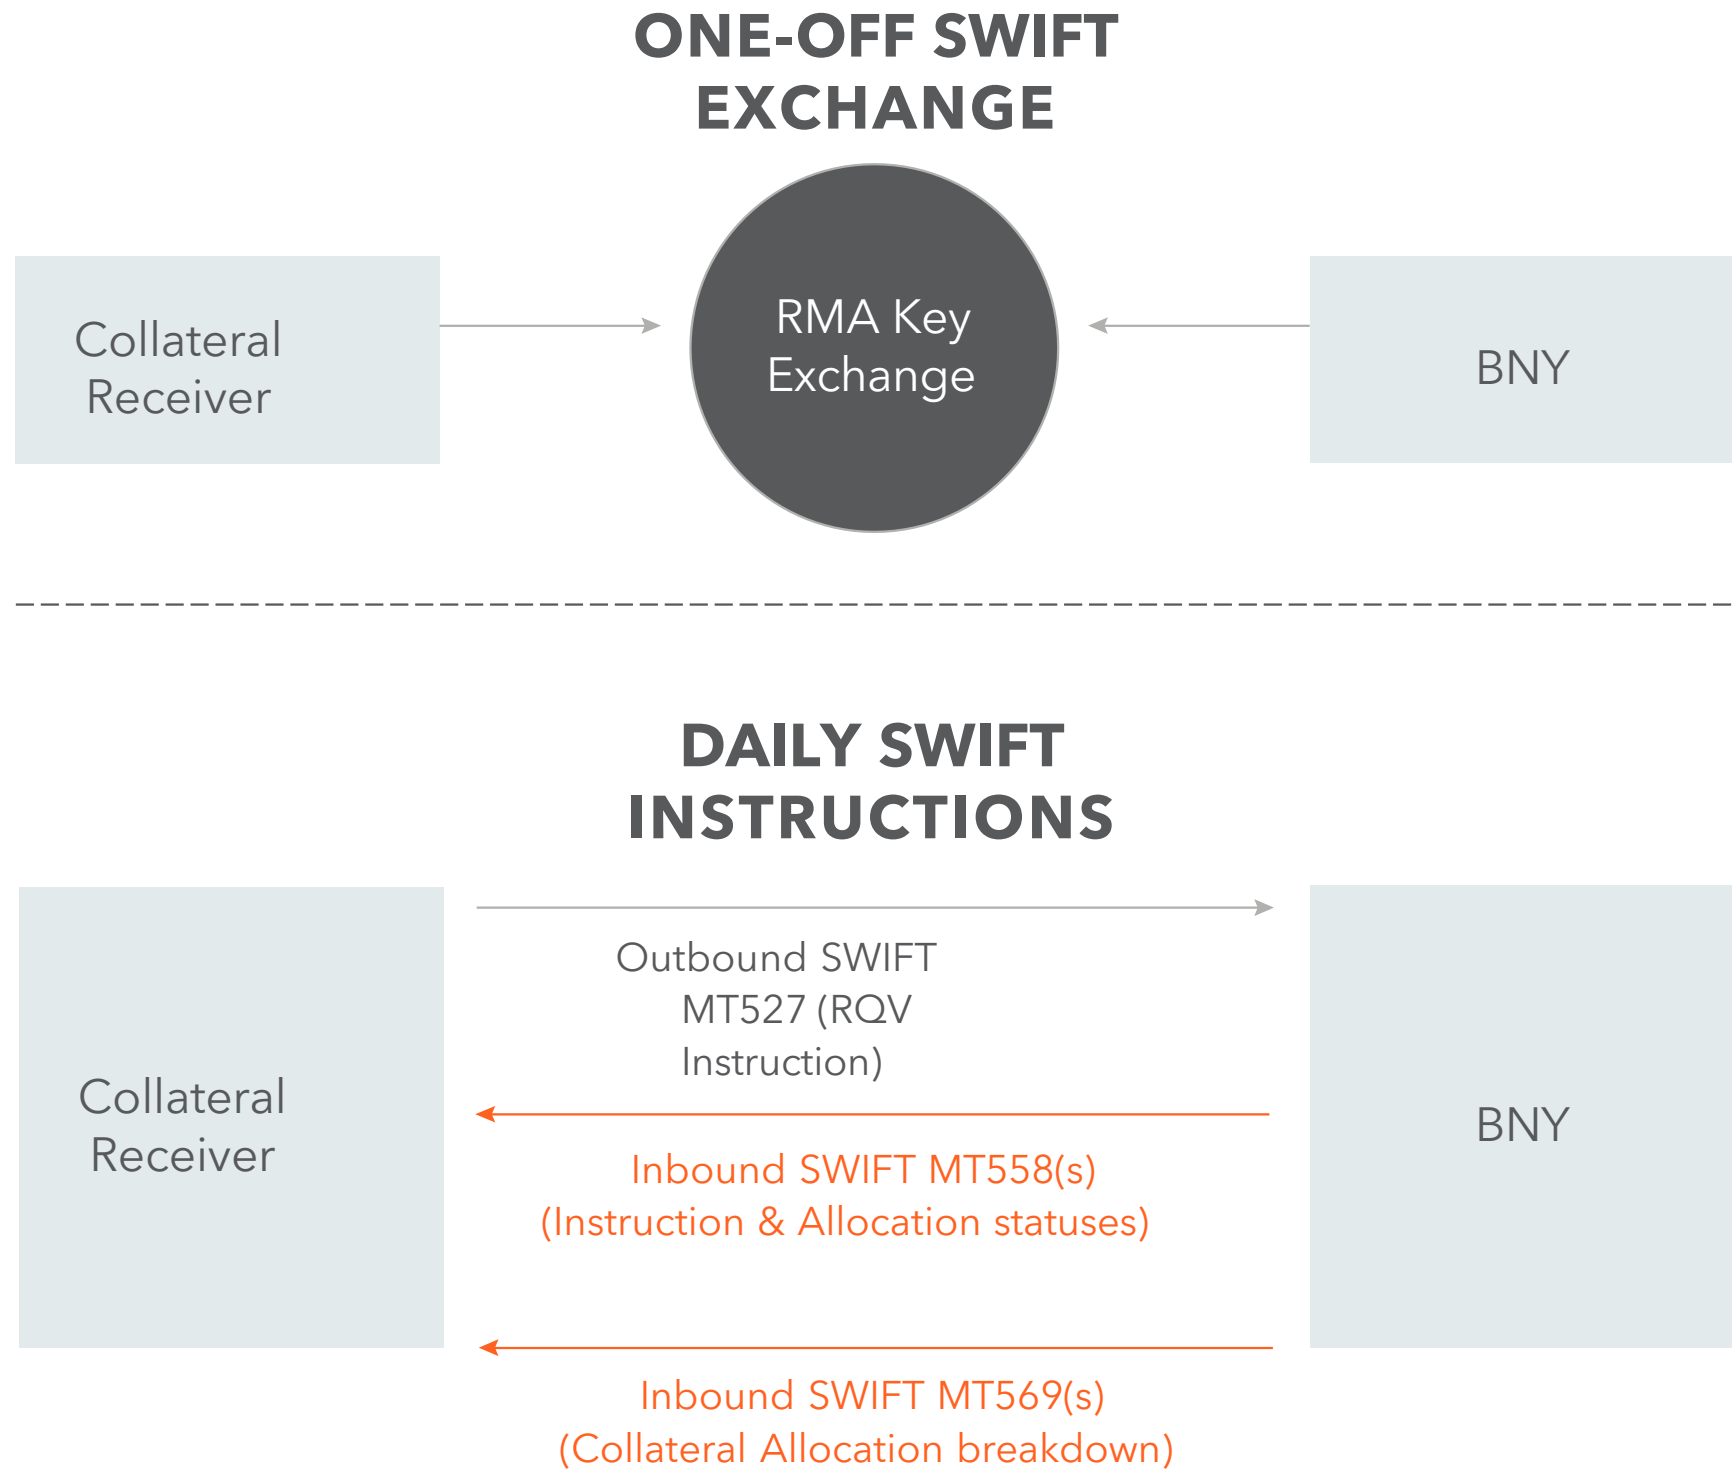 ONE-OFF SWIFT
EXCHANGE
Collateral
Receiver
RMA Key
Exchange
BNY
DAILY SWIFT
INSTRUCTIONS
Collateral
Receiver
Outbound SWIFT
MT527 (RQV
Instruction)
Inbound SWIFT MT558(s)
(Instruction & Allocation statuses)
Inbound SWIFT MT569(s)
(Collateral Allocation breakdown)
BNY